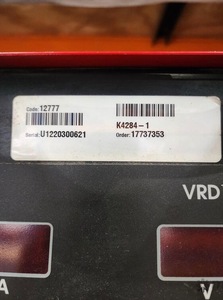 Code: 12777
K4284-1
Serial: U1220300621
Order: 17737353
VRD
A
V